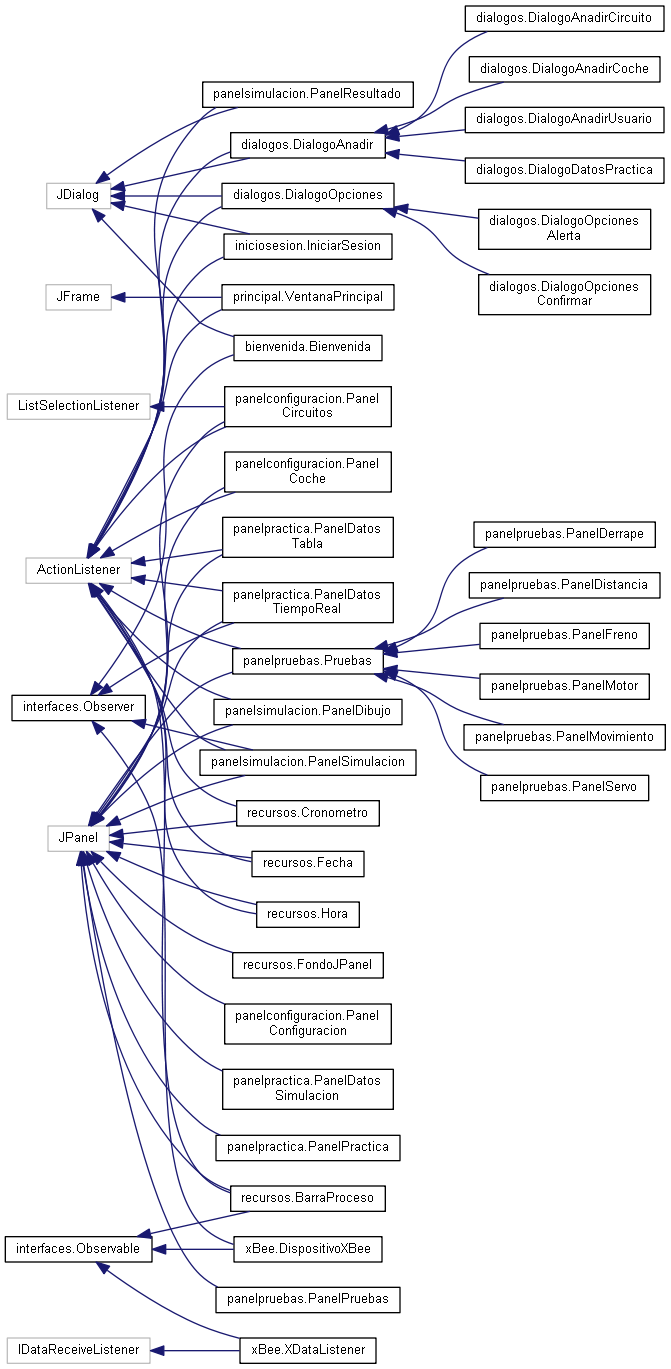 dialogos.DialogoAnadirCircuito
dialogos.DialogoAnadirCoche
panelsimulacion.PanelResultado
dialogos.DialogoAnadirUsuario
dialogos.DialogoAnadir
dialogos.DialogoDatosPractica
JDialog
dialogos.DialogoOpciones
dialogos.DialogoOpciones
Alerta
iniciosesion.IniciarSesion
JFrame
principal.VentanaPrincipal
dialogos.DialogoOpciones
Confirmar
bienvenida.Bienvenida
ListSelectionListener
panelconfiguracion.Panel
Circuitos
panelconfiguracion.Panel
Coche
panelpractica.PanelDatos
Tabla
panelpruebas.PanelDerrape
ActionListener
panelpruebas.PanelDistancia
panelpractica.PanelDatos
TiempoReal
panelpruebas.PanelFreno
panelpruebas.Pruebas
panelpruebas.PanelMotor
interfaces.Observer
panelsimulacion.PanelDibujo
panelpruebas.PanelMovimiento
panelsimulacion.PanelSimulacion
panelpruebas.PanelServo
recursos.Cronometro
JPanel
recursos.Fecha
recursos.Hora
recursos.FondoJPanel
panelconfiguracion.Panel
Configuracion
panelpractica.PanelDatos
Simulacion
panelpractica.PanelPractica
recursos.BarraProceso
interfaces.Observable
xBee.DispositivoXBee
panelpruebas.PanelPruebas
IDataReceiveListener
xBee.XDataListener